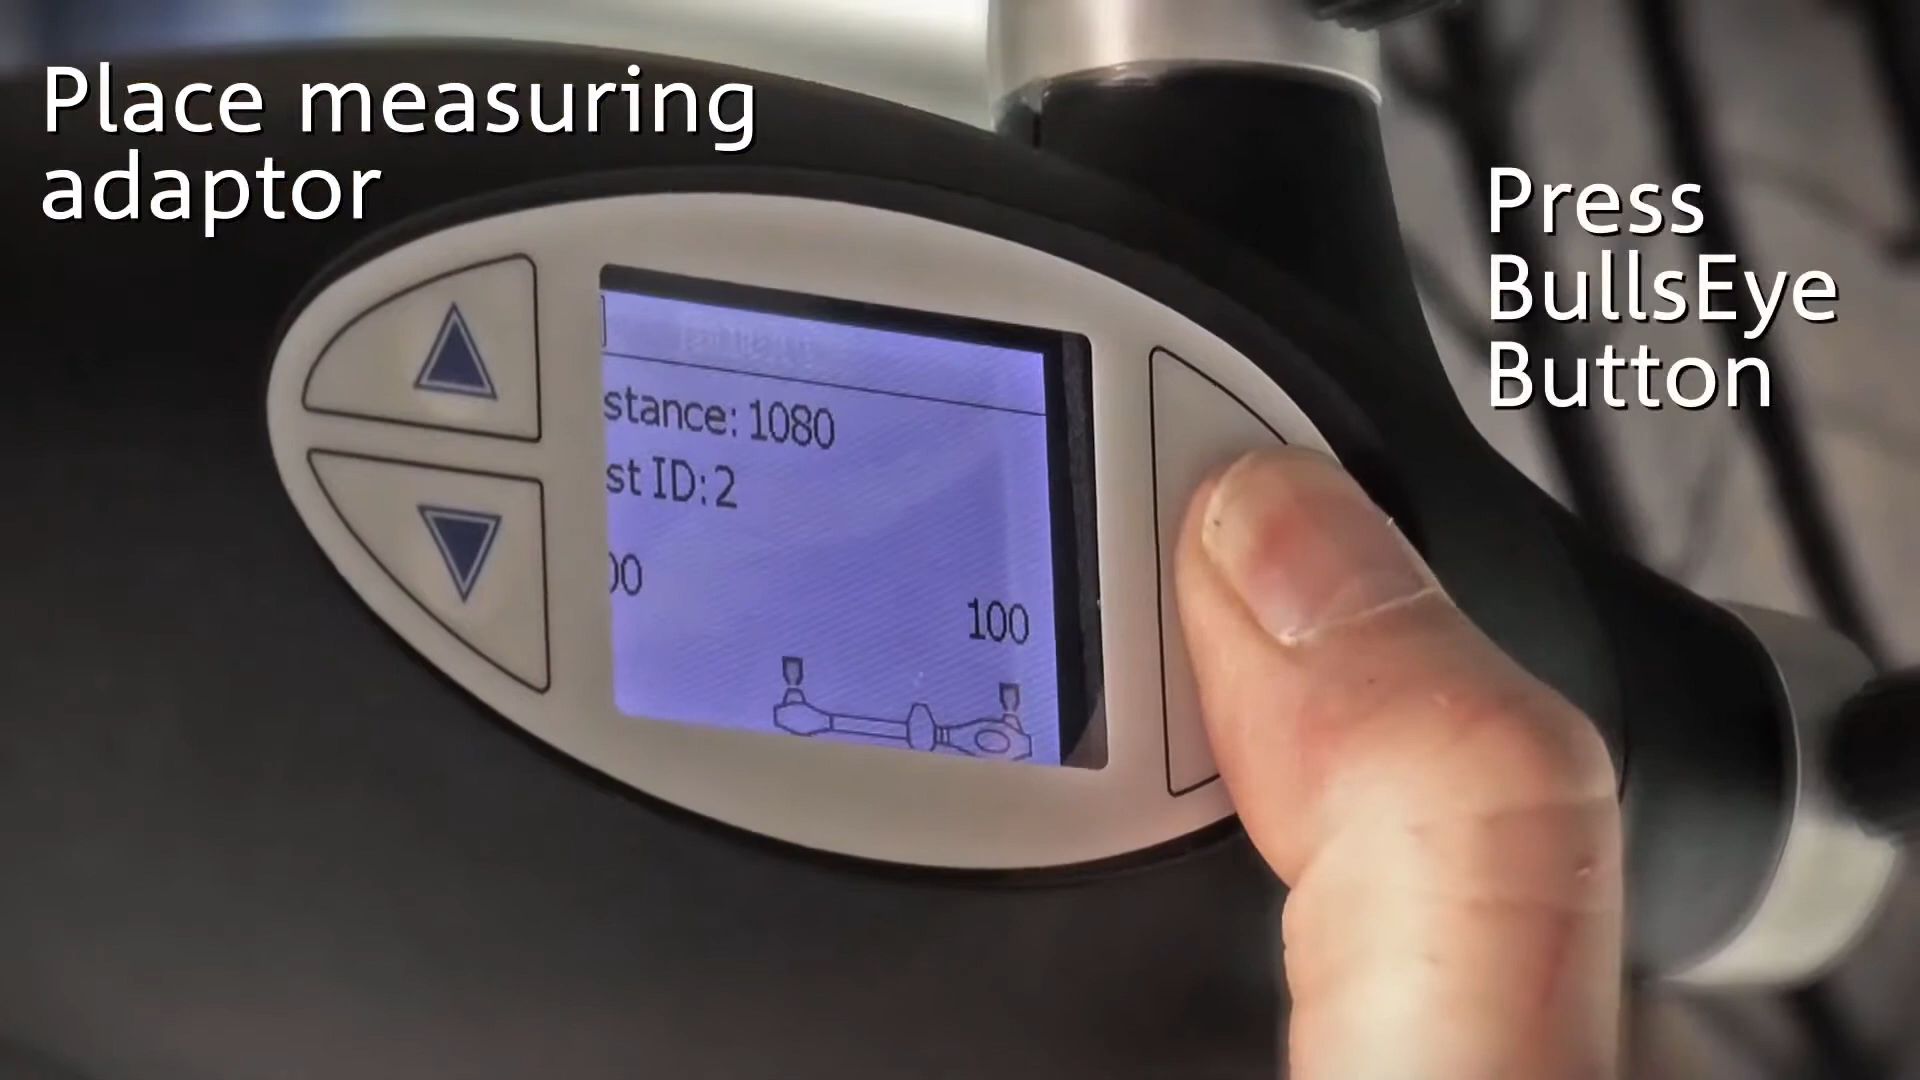 Place measuring
adaptor
Press
BullsEye
Button
stance: 1080
st ID:2
00
100